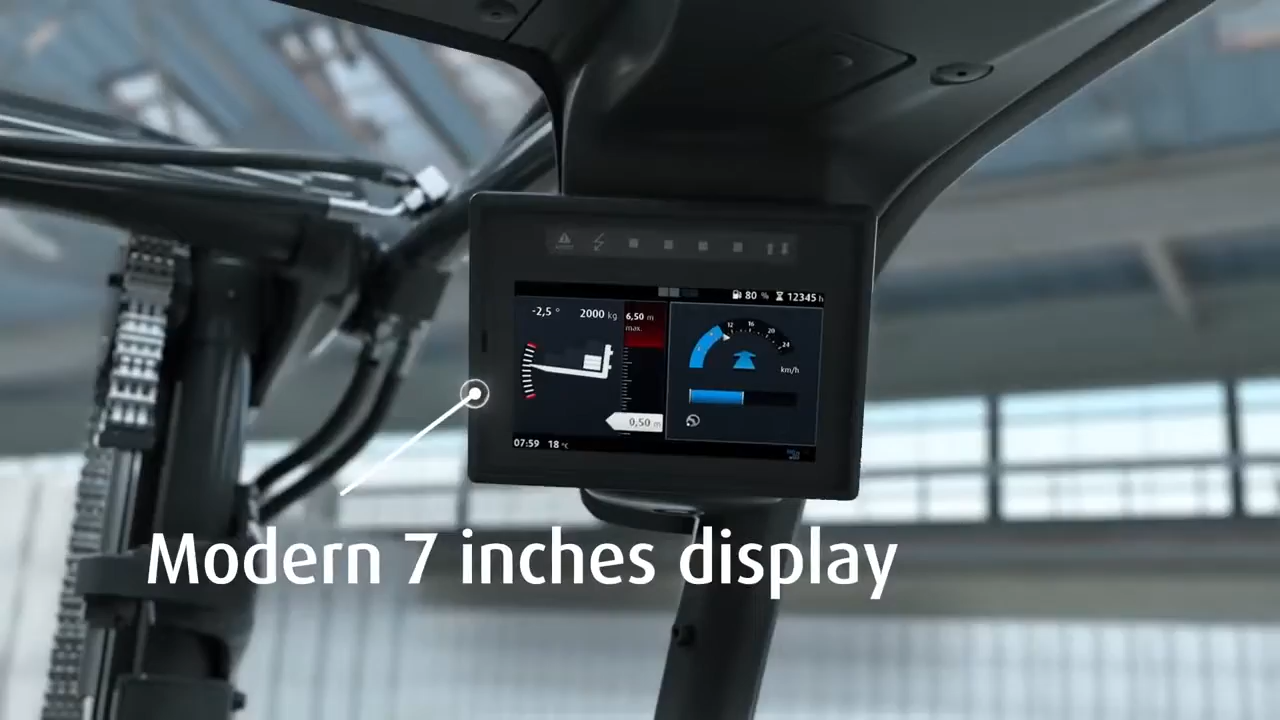 80 % 12345 h
-2,5 ° 2000 kg 6,50 m
max.
12 16 20 24
km/h
0,50 m
07:59 18 °C
Modern 7 inches display